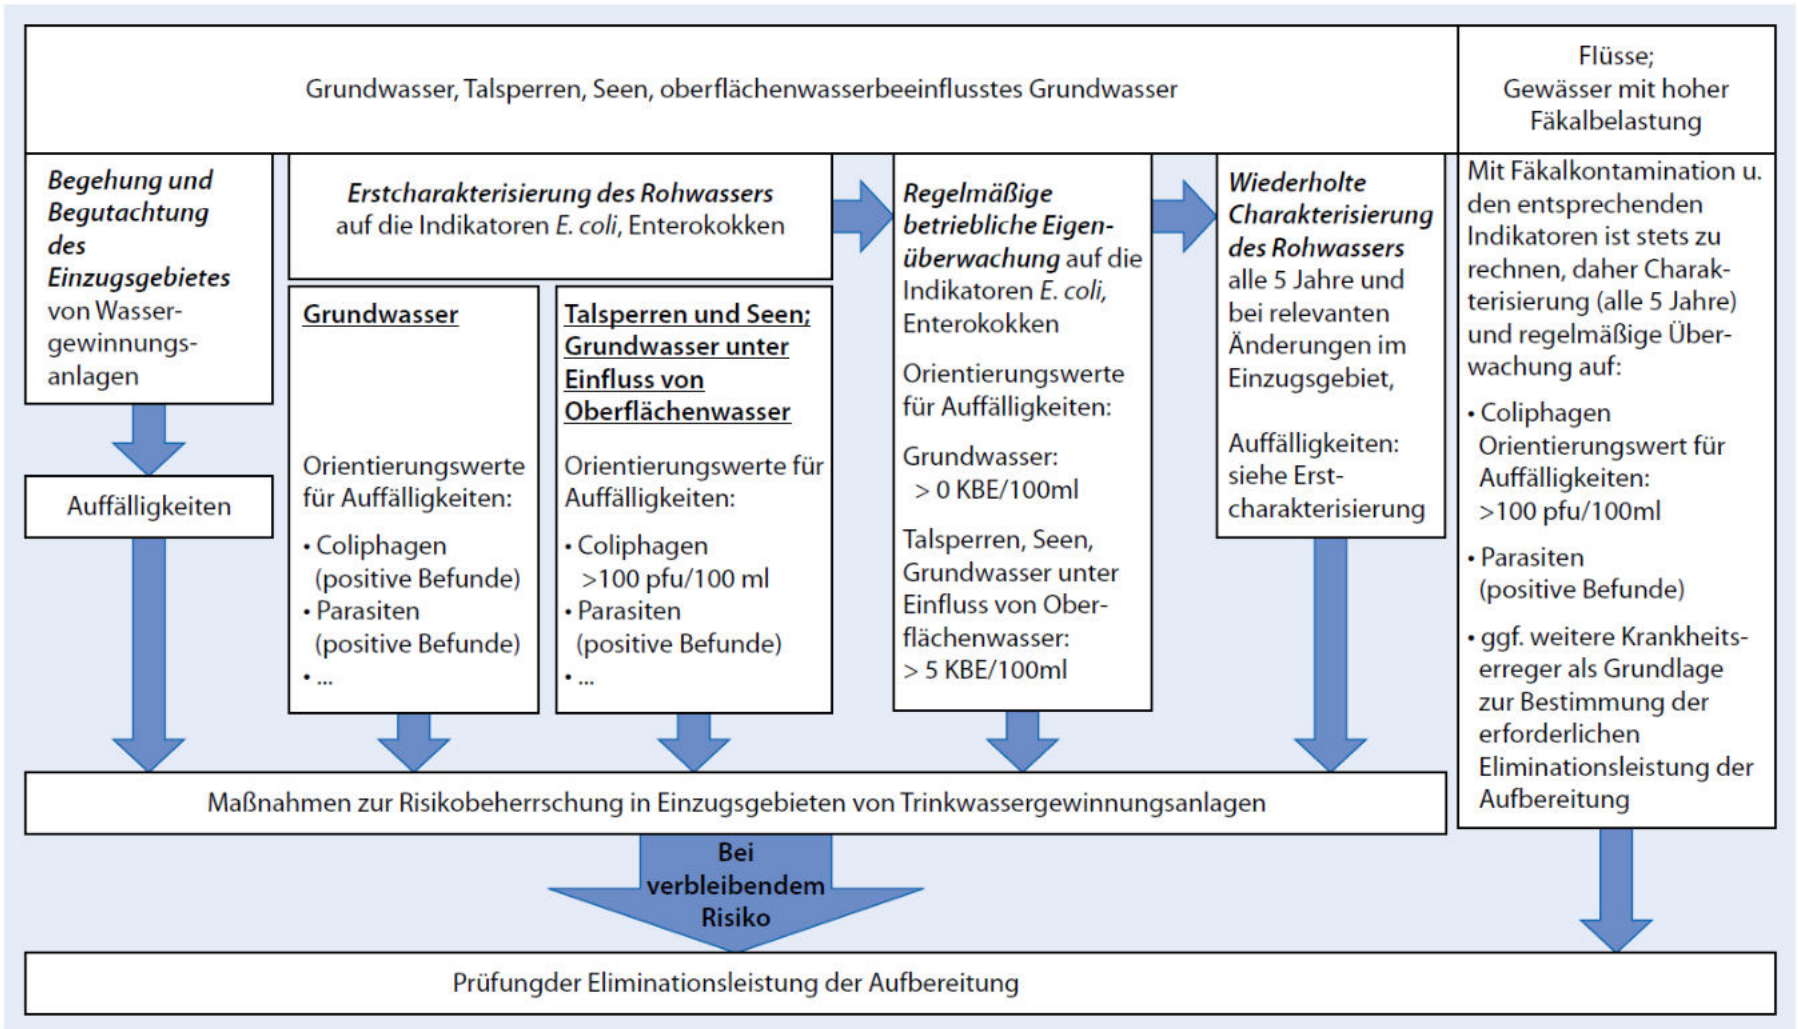 Grundwasser, Talsperren, Seen, oberflächenwasserbeeinflusstes Grundwasser
Flüsse;
Gewässer mit hoher
Fäkalbelastung
Begehung und
Begutachtung
des
Einzugsgebietes
von Wasser-
gewinnungs-
anlagen
Auffälligkeiten
Erstcharakterisierung des Rohwassers
auf die Indikatoren E. coli, Enterokokken
Grundwasser
Orientierungswerte
für Auffälligkeiten:
• Coliphagen
(positive Befunde)
• Parasiten
(positive Befunde)
• ...
Talsperren und Seen;
Grundwasser unter
Einfluss von
Oberflächenwasser
Orientierungswerte für
Auffälligkeiten:
• Coliphagen
>100 pfu/100 ml
• Parasiten
(positive Befunde)
• ...
Regelmäßige
betriebliche Eigen-
überwachung auf die
Indikatoren E. coli,
Enterokokken
Orientierungswerte
für Auffälligkeiten:
Grundwasser:
> 0 KBE/100ml
Talsperren, Seen,
Grundwasser unter
Einfluss von Ober-
flächenwasser:
> 5 KBE/100ml
Wiederholte
Charakterisierung
des Rohwassers
alle 5 Jahre und
bei relevanten
Änderungen im
Einzugsgebiet,
Auffälligkeiten:
siehe Erst-
charakterisierung
Mit Fäkalkontamination u.
den entsprechenden
Indikatoren ist stets zu
rechnen, daher Charak-
terisierung (alle 5 Jahre)
und regelmäßige Über-
wachung auf:
• Coliphagen
Orientierungswert für
Auffälligkeiten:
>100 pfu/100ml
• Parasiten
(positive Befunde)
• ggf. weitere Krankheits-
erreger als Grundlage
zur Bestimmung der
erforderlichen
Eliminationsleistung der
Aufbereitung
Maßnahmen zur Risikobeherrschung in Einzugsgebieten von Trinkwassergewinnungsanlagen
Bei
verbleibendem
Risiko
Prüfungder Eliminationsleistung der Aufbereitung